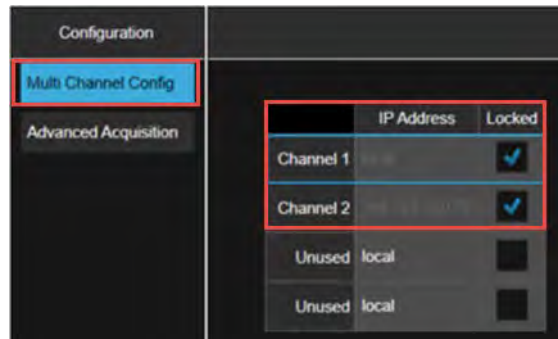 Configuration
Multi Channel Config
Advanced Acquisition
IP Address Locked
Channel 1
Channel 2
Unused local
Unused local